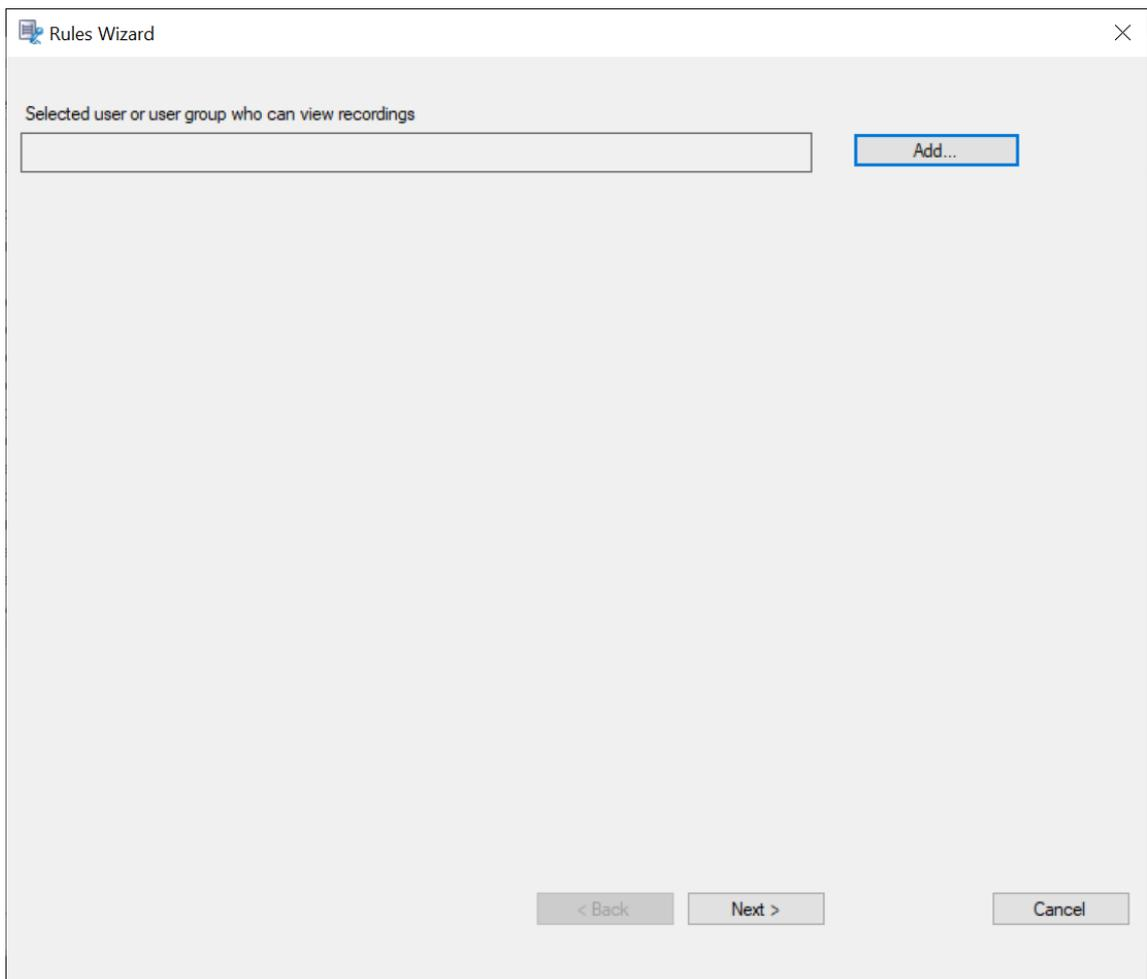 Rules Wizard
Selected user or user group who can view recordings
Add...
< Back
Next >
Cancel